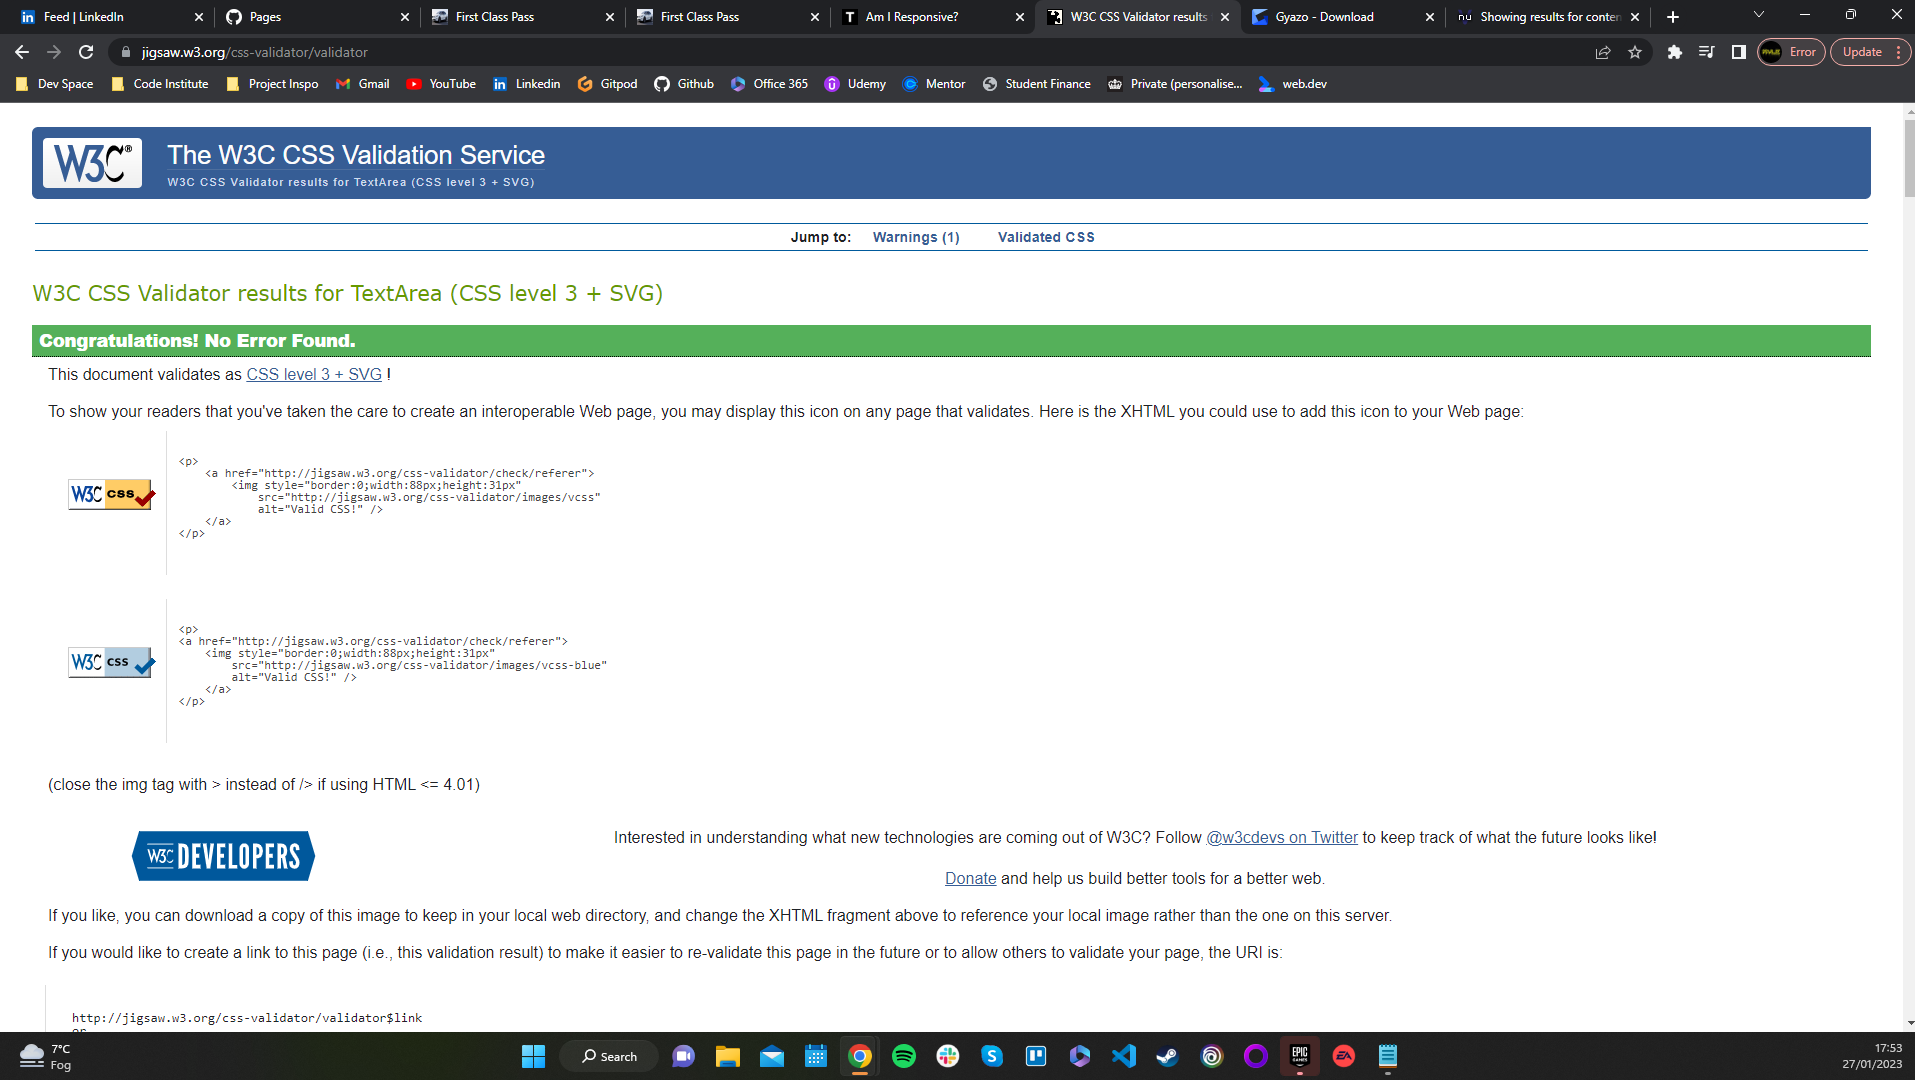 Feed | LinkedIn
Pages
First Class Pass
First Class Pass
Am I Responsive?
W3C CSS Validator results
Gyazo - Download
Showing results for conten
jigsaw.w3.org/css-validator/validator
Error
Update
Dev Space
Code Institute
Project Inspo
Gmail
YouTube
Linkedin
Gitpod
Github
Office 365
Udemy
Mentor
Student Finance
Private (personalise...
web.dev
W3C®
The W3C CSS Validation Service
W3C CSS Validator results for TextArea (CSS level 3 + SVG)
Jump to: Warnings (1) Validated CSS
W3C CSS Validator results for TextArea (CSS level 3 + SVG)
Congratulations! No Error Found.
This document validates as CSS level 3 + SVG !
To show your readers that you've taken the care to create an interoperable Web page, you may display this icon on any page that validates. Here is the XHTML you could use to add this icon to your Web page:
W3C css
<p>
<a href="http://jigsaw.w3.org/css-validator/check/referer">
<img style="border:0;width:88px;height:31px"
src="http://jigsaw.w3.org/css-validator/images/vcss"
alt="Valid CSS!" />
</a>
</p>
W3C css
<p>
<a href="http://jigsaw.w3.org/css-validator/check/referer">
<img style="border:0;width:88px;height:31px"
src="http://jigsaw.w3.org/css-validator/images/vcss-blue"
alt="Valid CSS!" />
</a>
</p>
(close the img tag with > instead of /> if using HTML <= 4.01)
W3C DEVELOPERS
Interested in understanding what new technologies are coming out of W3C? Follow @w3cdevs on Twitter to keep track of what the future looks like!
Donate and help us build better tools for a better web.
If you like, you can download a copy of this image to keep in your local web directory, and change the XHTML fragment above to reference your local image rather than the one on this server.
If you would like to create a link to this page (i.e., this validation result) to make it easier to re-validate this page in the future or to allow others to validate your page, the URI is:
http://jigsaw.w3.org/css-validator/validator$link
or
7°C
Fog
Search
EPIC GAMES
EA
17:53
27/01/2023